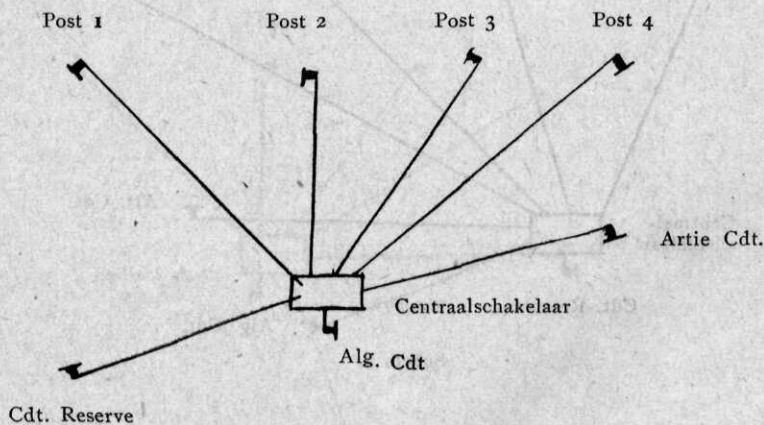 Post 1 Post 2 Post 3 Post 4
Artie Cdt.
Centraalschakelaar
Alg. Cdt
Cdt. Reserve